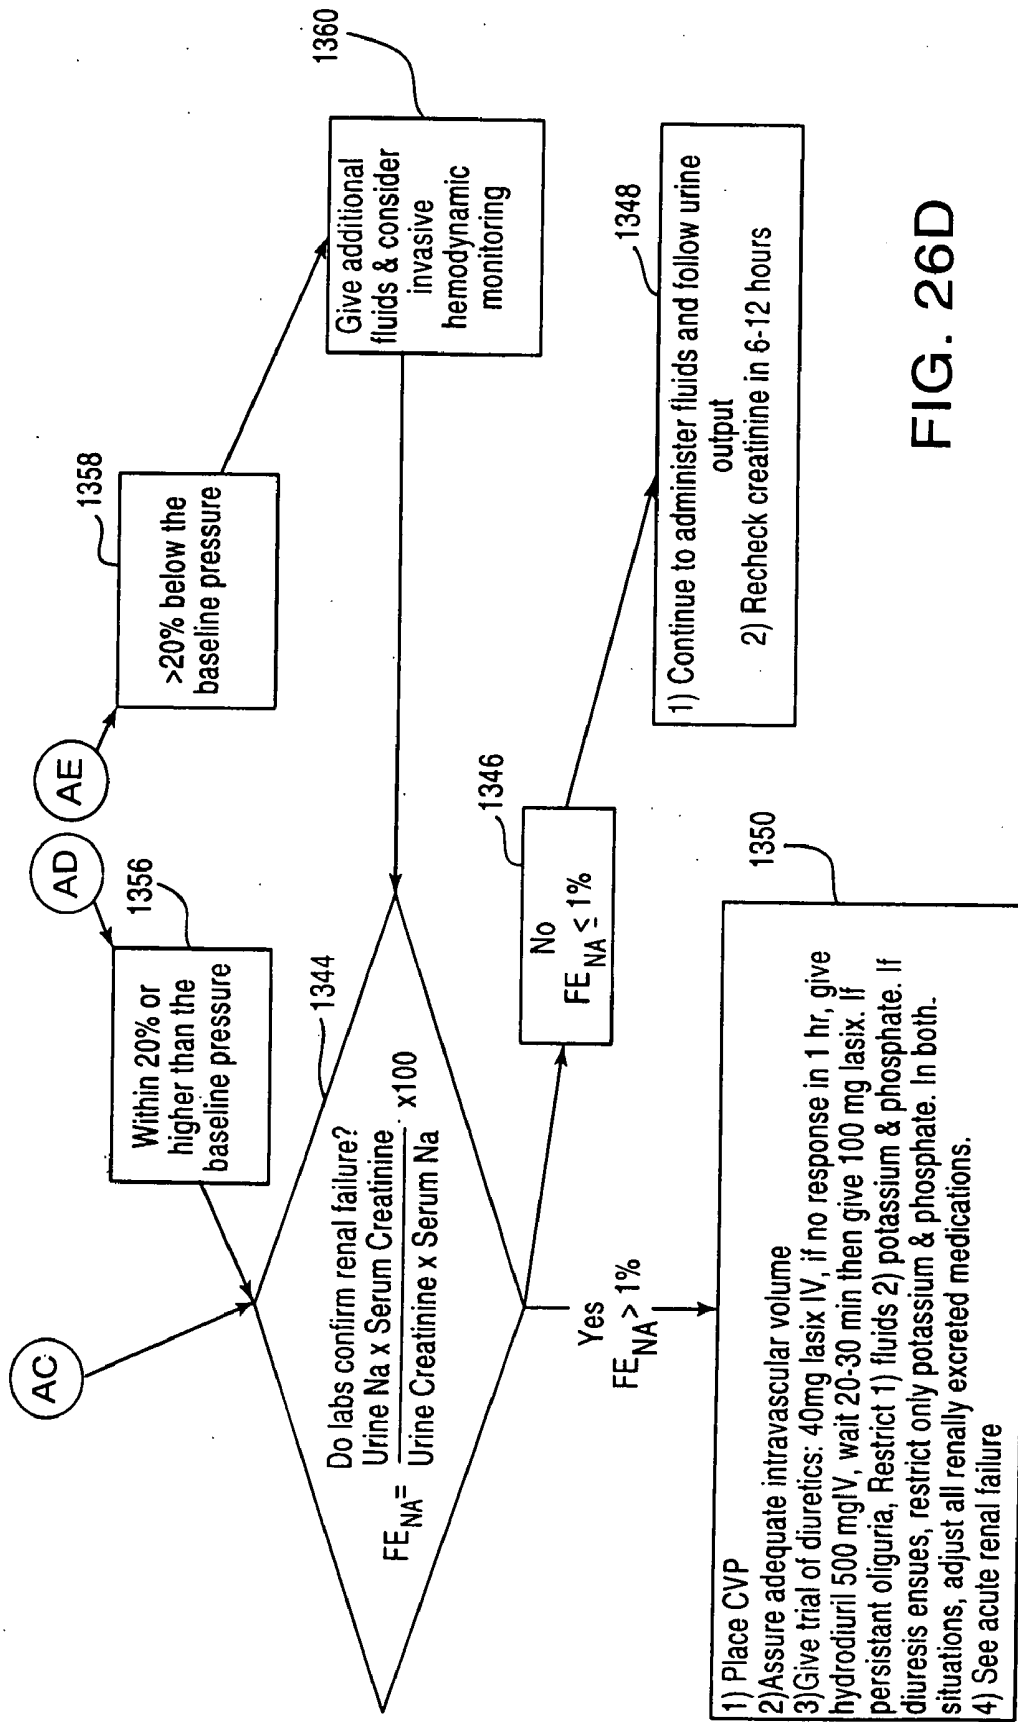 AC
AD
AE
1356
Within 20% or
higher than the
baseline pressure
1358
>20% below the
baseline pressure
1360
Give additional
fluids & consider
invasive
hemodynamic
monitoring
1344
Do labs confirm renal failure?
FE_NA = Urine Na x Serum Creatinine
Urine Creatinine x Serum Na
x100
1346
No
FE_NA ≤ 1%
1348
1) Continue to administer fluids and follow urine
output
2) Recheck creatinine in 6-12 hours
Yes
FE_NA > 1%
1350
1) Place CVP
2)Assure adequate intravascular volume
3)Give trial of diuretics: 40mg lasix IV, if no response in 1 hr, give
hydrodiuril 500 mgIV, wait 20-30 min then give 100 mg lasix. If
persistant oliguria, Restrict 1) fluids 2) potassium & phosphate. If
diuresis ensues, restrict only potassium & phosphate. In both.
situations, adjust all renally excreted medications.
4) See acute renal failure
FIG. 26D